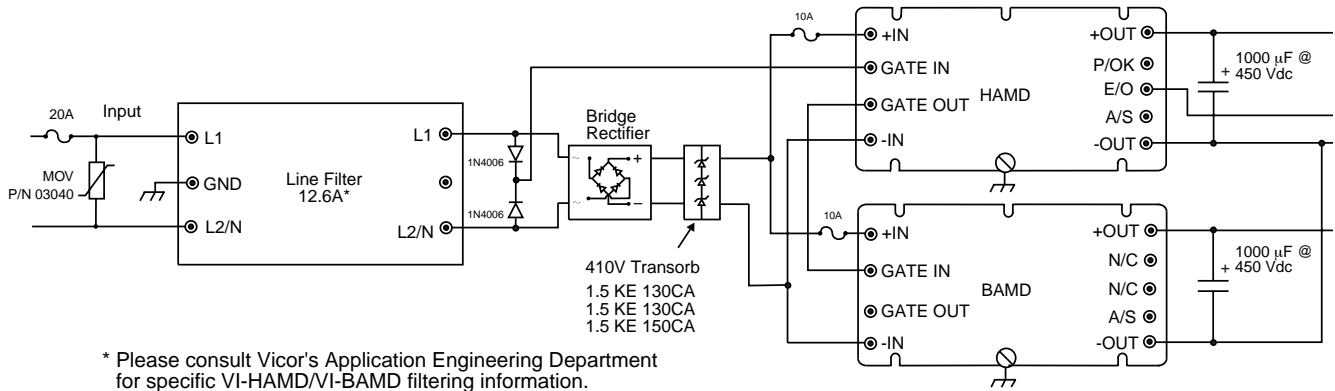 20A
Input
MOV
P/N 03040
L1
GND
L2/N
Line Filter
12.6A*
L1
L2/N
1N4006
1N4006
Bridge
Rectifier
~
~
+
–
410V Transorb
1.5 KE 130CA
1.5 KE 130CA
1.5 KE 150CA
10A
+IN
GATE IN
GATE OUT
-IN
HAMD
+OUT
P/OK
E/O
A/S
-OUT
+
1000 µF @
450 Vdc
10A
+IN
GATE IN
GATE OUT
-IN
BAMD
+OUT
N/C
N/C
A/S
-OUT
+
1000 µF @
450 Vdc
* Please consult Vicor's Application Engineering Department
for specific VI-HAMD/VI-BAMD filtering information.